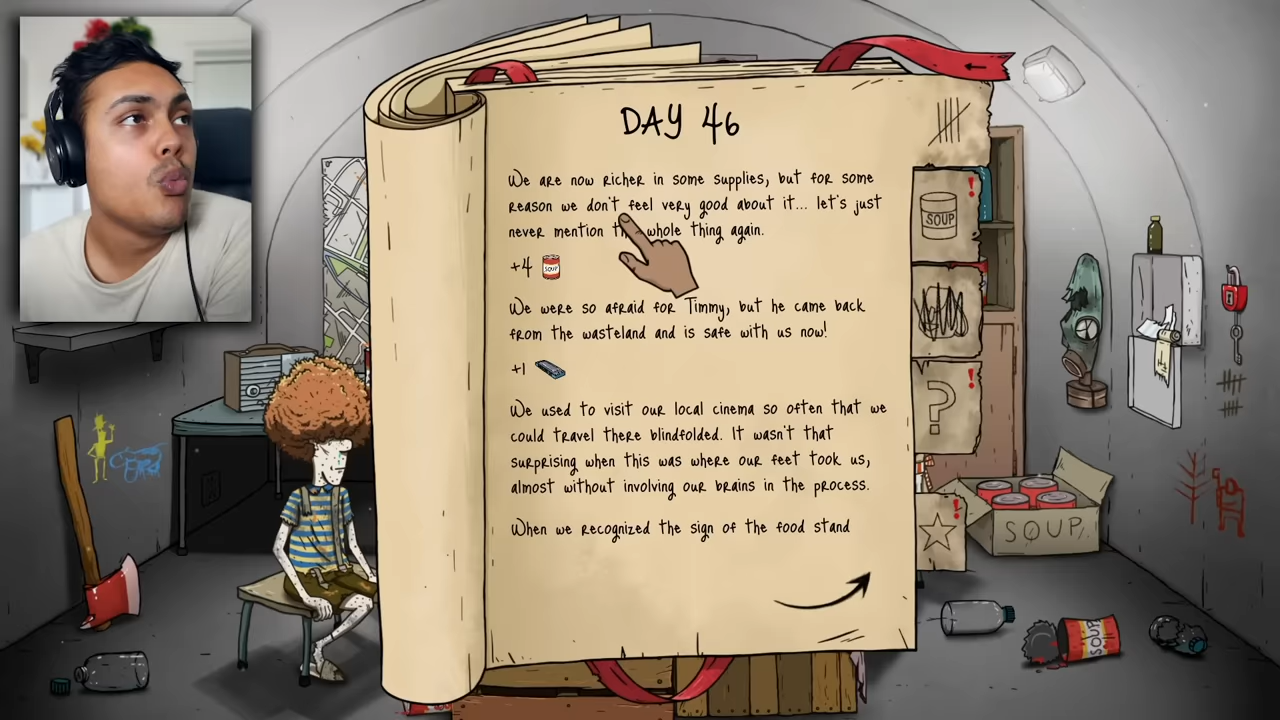 DAY 46
We are now richer in some supplies, but for some
reason we don't feel very good about it... let's just
never mention the whole thing again.
+4 SOUP
We were so afraid for Timmy, but he came back
from the wasteland and is safe with us now!
+1
We used to visit our local cinema so often that we
could travel there blindfolded. It wasn't that
surprising when this was where our feet took us,
almost without involving our brains in the process.
When we recognized the sign of the food stand
SOUP
!
!
?
!
SOUP
SOUP